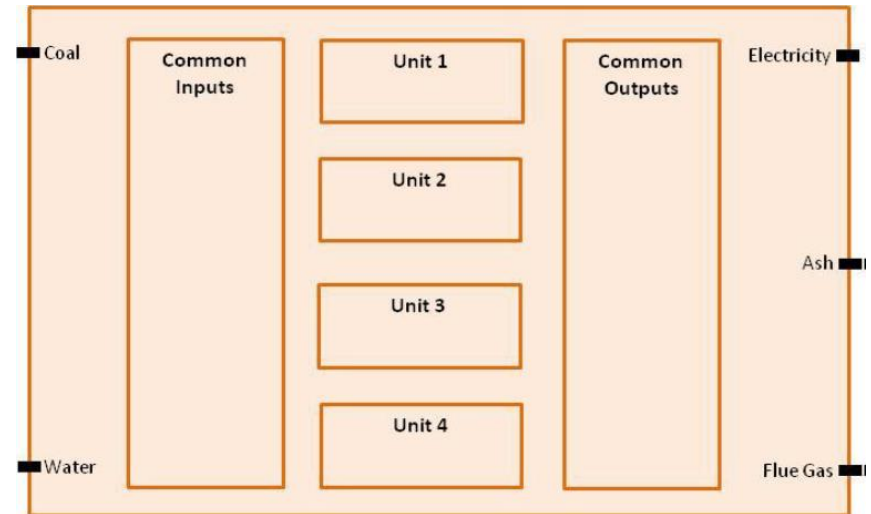 Coal
Water
Common
Inputs
Unit 1
Unit 2
Unit 3
Unit 4
Common
Outputs
Electricity
Ash
Flue Gas